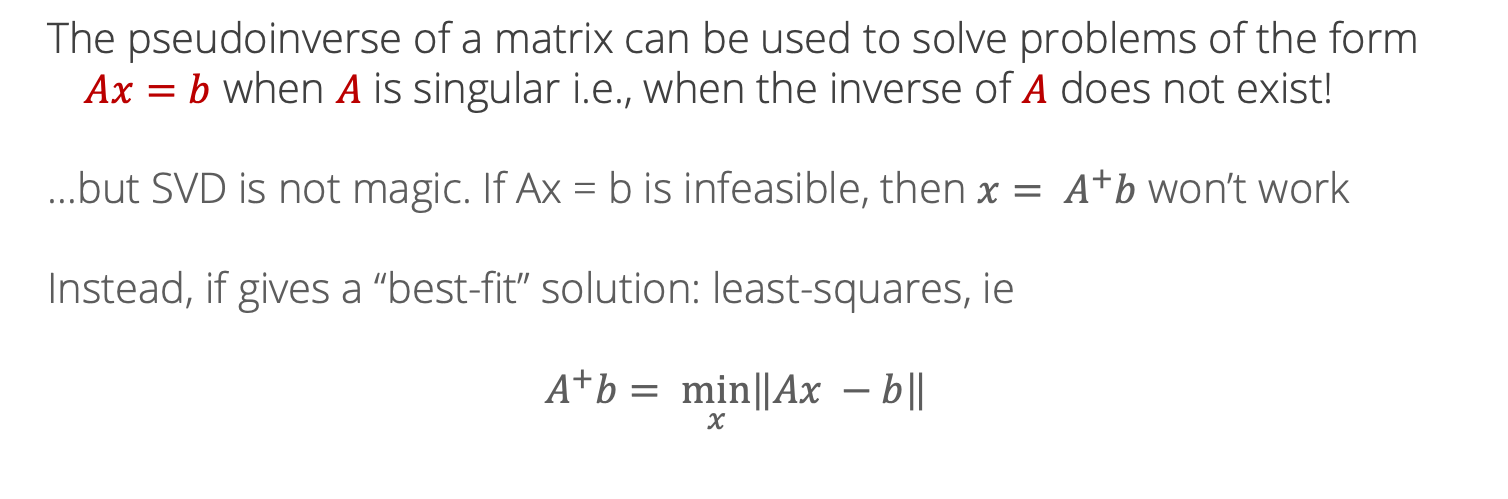 The pseudoinverse of a matrix can be used to solve problems of the form
Ax = b when A is singular i.e., when the inverse of A does not exist!
...but SVD is not magic. If Ax = b is infeasible, then x = A⁺b won't work
Instead, if gives a “best-fit” solution: least-squares, ie
A⁺b = min||Ax − b||
x